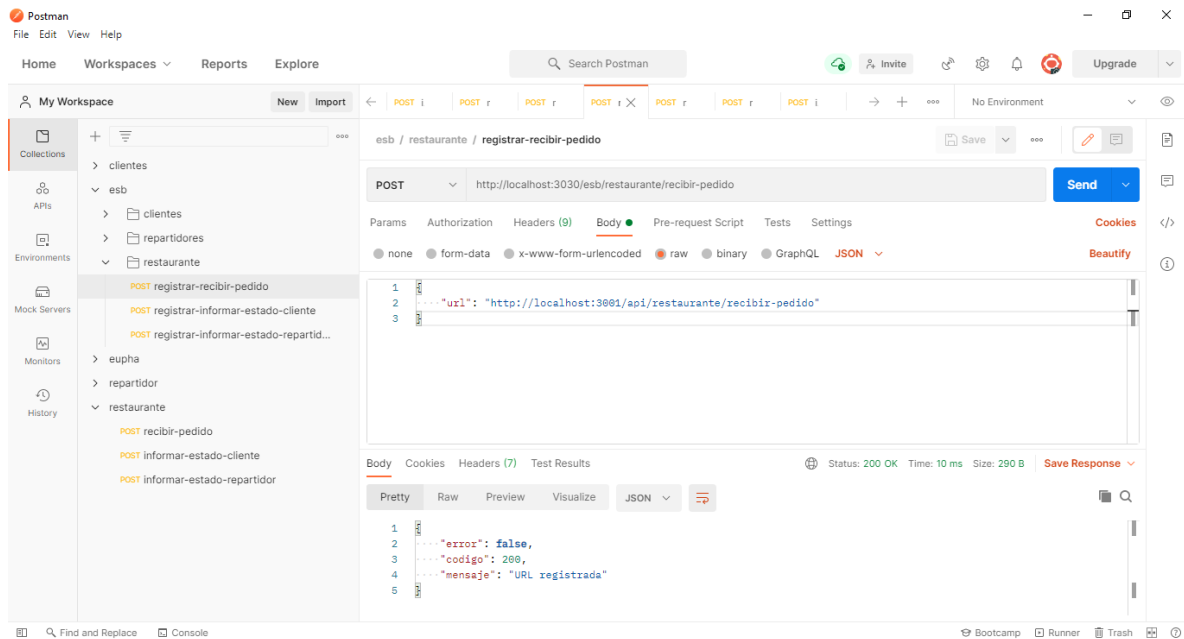 Postman
File Edit View Help
Home Workspaces Reports Explore Search Postman Invite Upgrade
My Workspace New Import POST i POST r POST r POST r POST r POST r POST i No Environment
Collections
APIs
Environments
Mock Servers
Monitors
History
clientes
esb
clientes
repartidores
restaurante
POST registrar-recibir-pedido
POST registrar-informar-estado-cliente
POST registrar-informar-estado-repartid...
eupha
repartidor
restaurante
POST recibir-pedido
POST informar-estado-cliente
POST informar-estado-repartidor
esb / restaurante / registrar-recibir-pedido Save
POST http://localhost:3030/esb/restaurante/recibir-pedido Send
Params Authorization Headers (9) Body Pre-request Script Tests Settings Cookies
none form-data x-www-form-urlencoded raw binary GraphQL JSON Beautify
1 {
2 "url": "http://localhost:3001/api/restaurante/recibir-pedido"
3 }
Body Cookies Headers (7) Test Results Status: 200 OK Time: 10 ms Size: 290 B Save Response
Pretty Raw Preview Visualize JSON
1 {
2 "error": false,
3 "codigo": 200,
4 "mensaje": "URL registrada"
5 }
Find and Replace Console Bootcamp Runner Trash